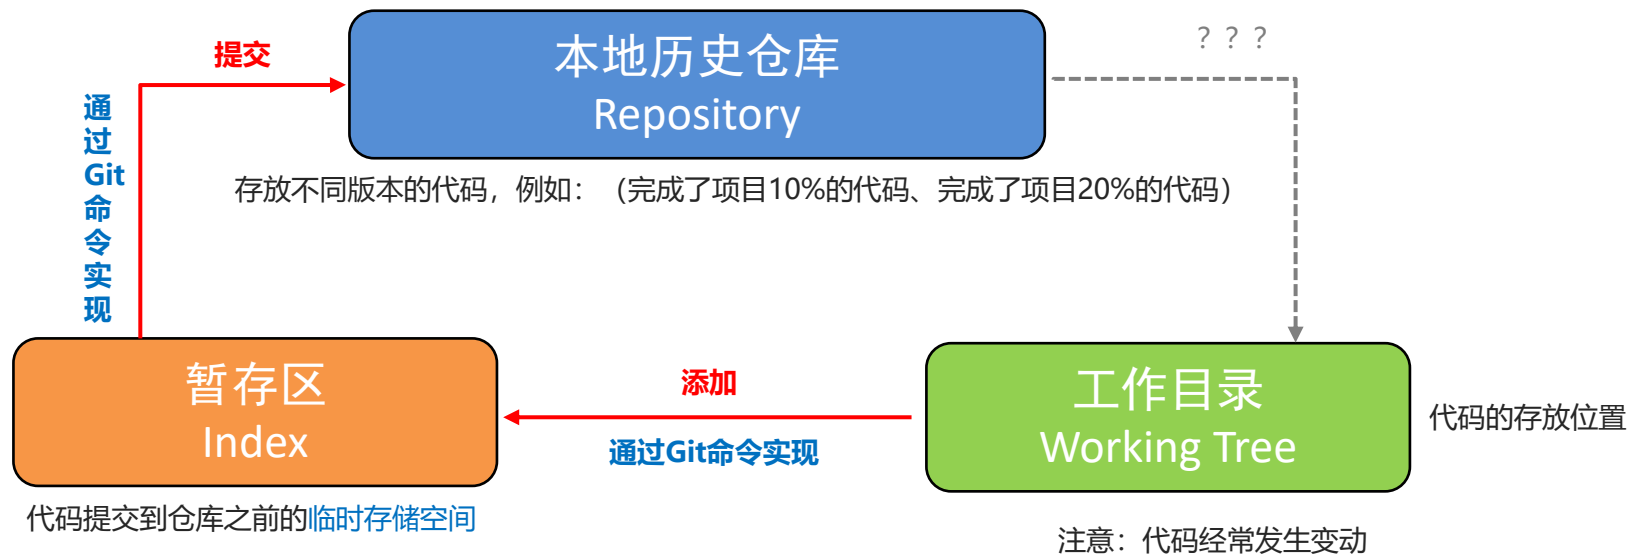 提交
本地历史仓库
Repository
？？？
通过Git命令实现
存放不同版本的代码，例如：（完成了项目10%的代码、完成了项目20%的代码）
暂存区
Index
添加
通过Git命令实现
工作目录
Working Tree
代码的存放位置
代码提交到仓库之前的临时存储空间
注意：代码经常发生变动